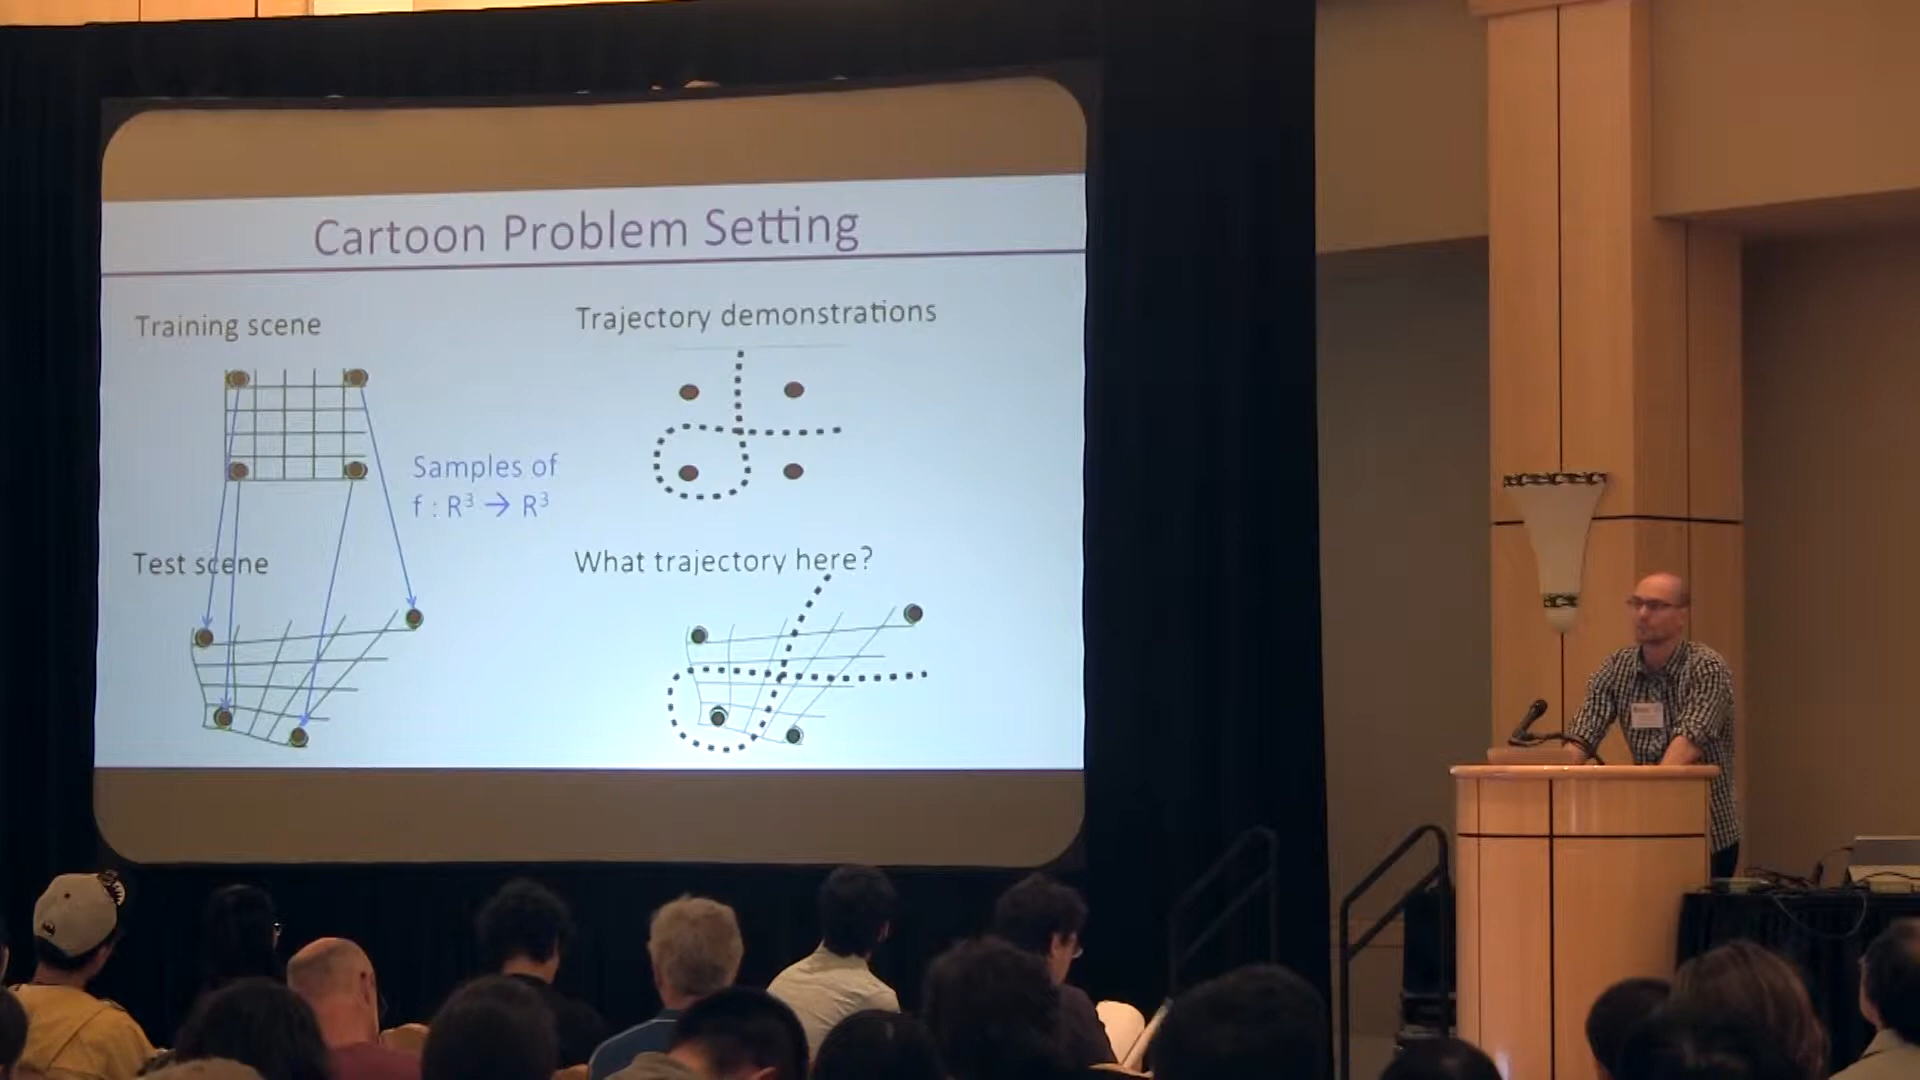 Cartoon Problem Setting
Training scene
Trajectory demonstrations
Samples of
f : R³ → R³
Test scene
What trajectory here?